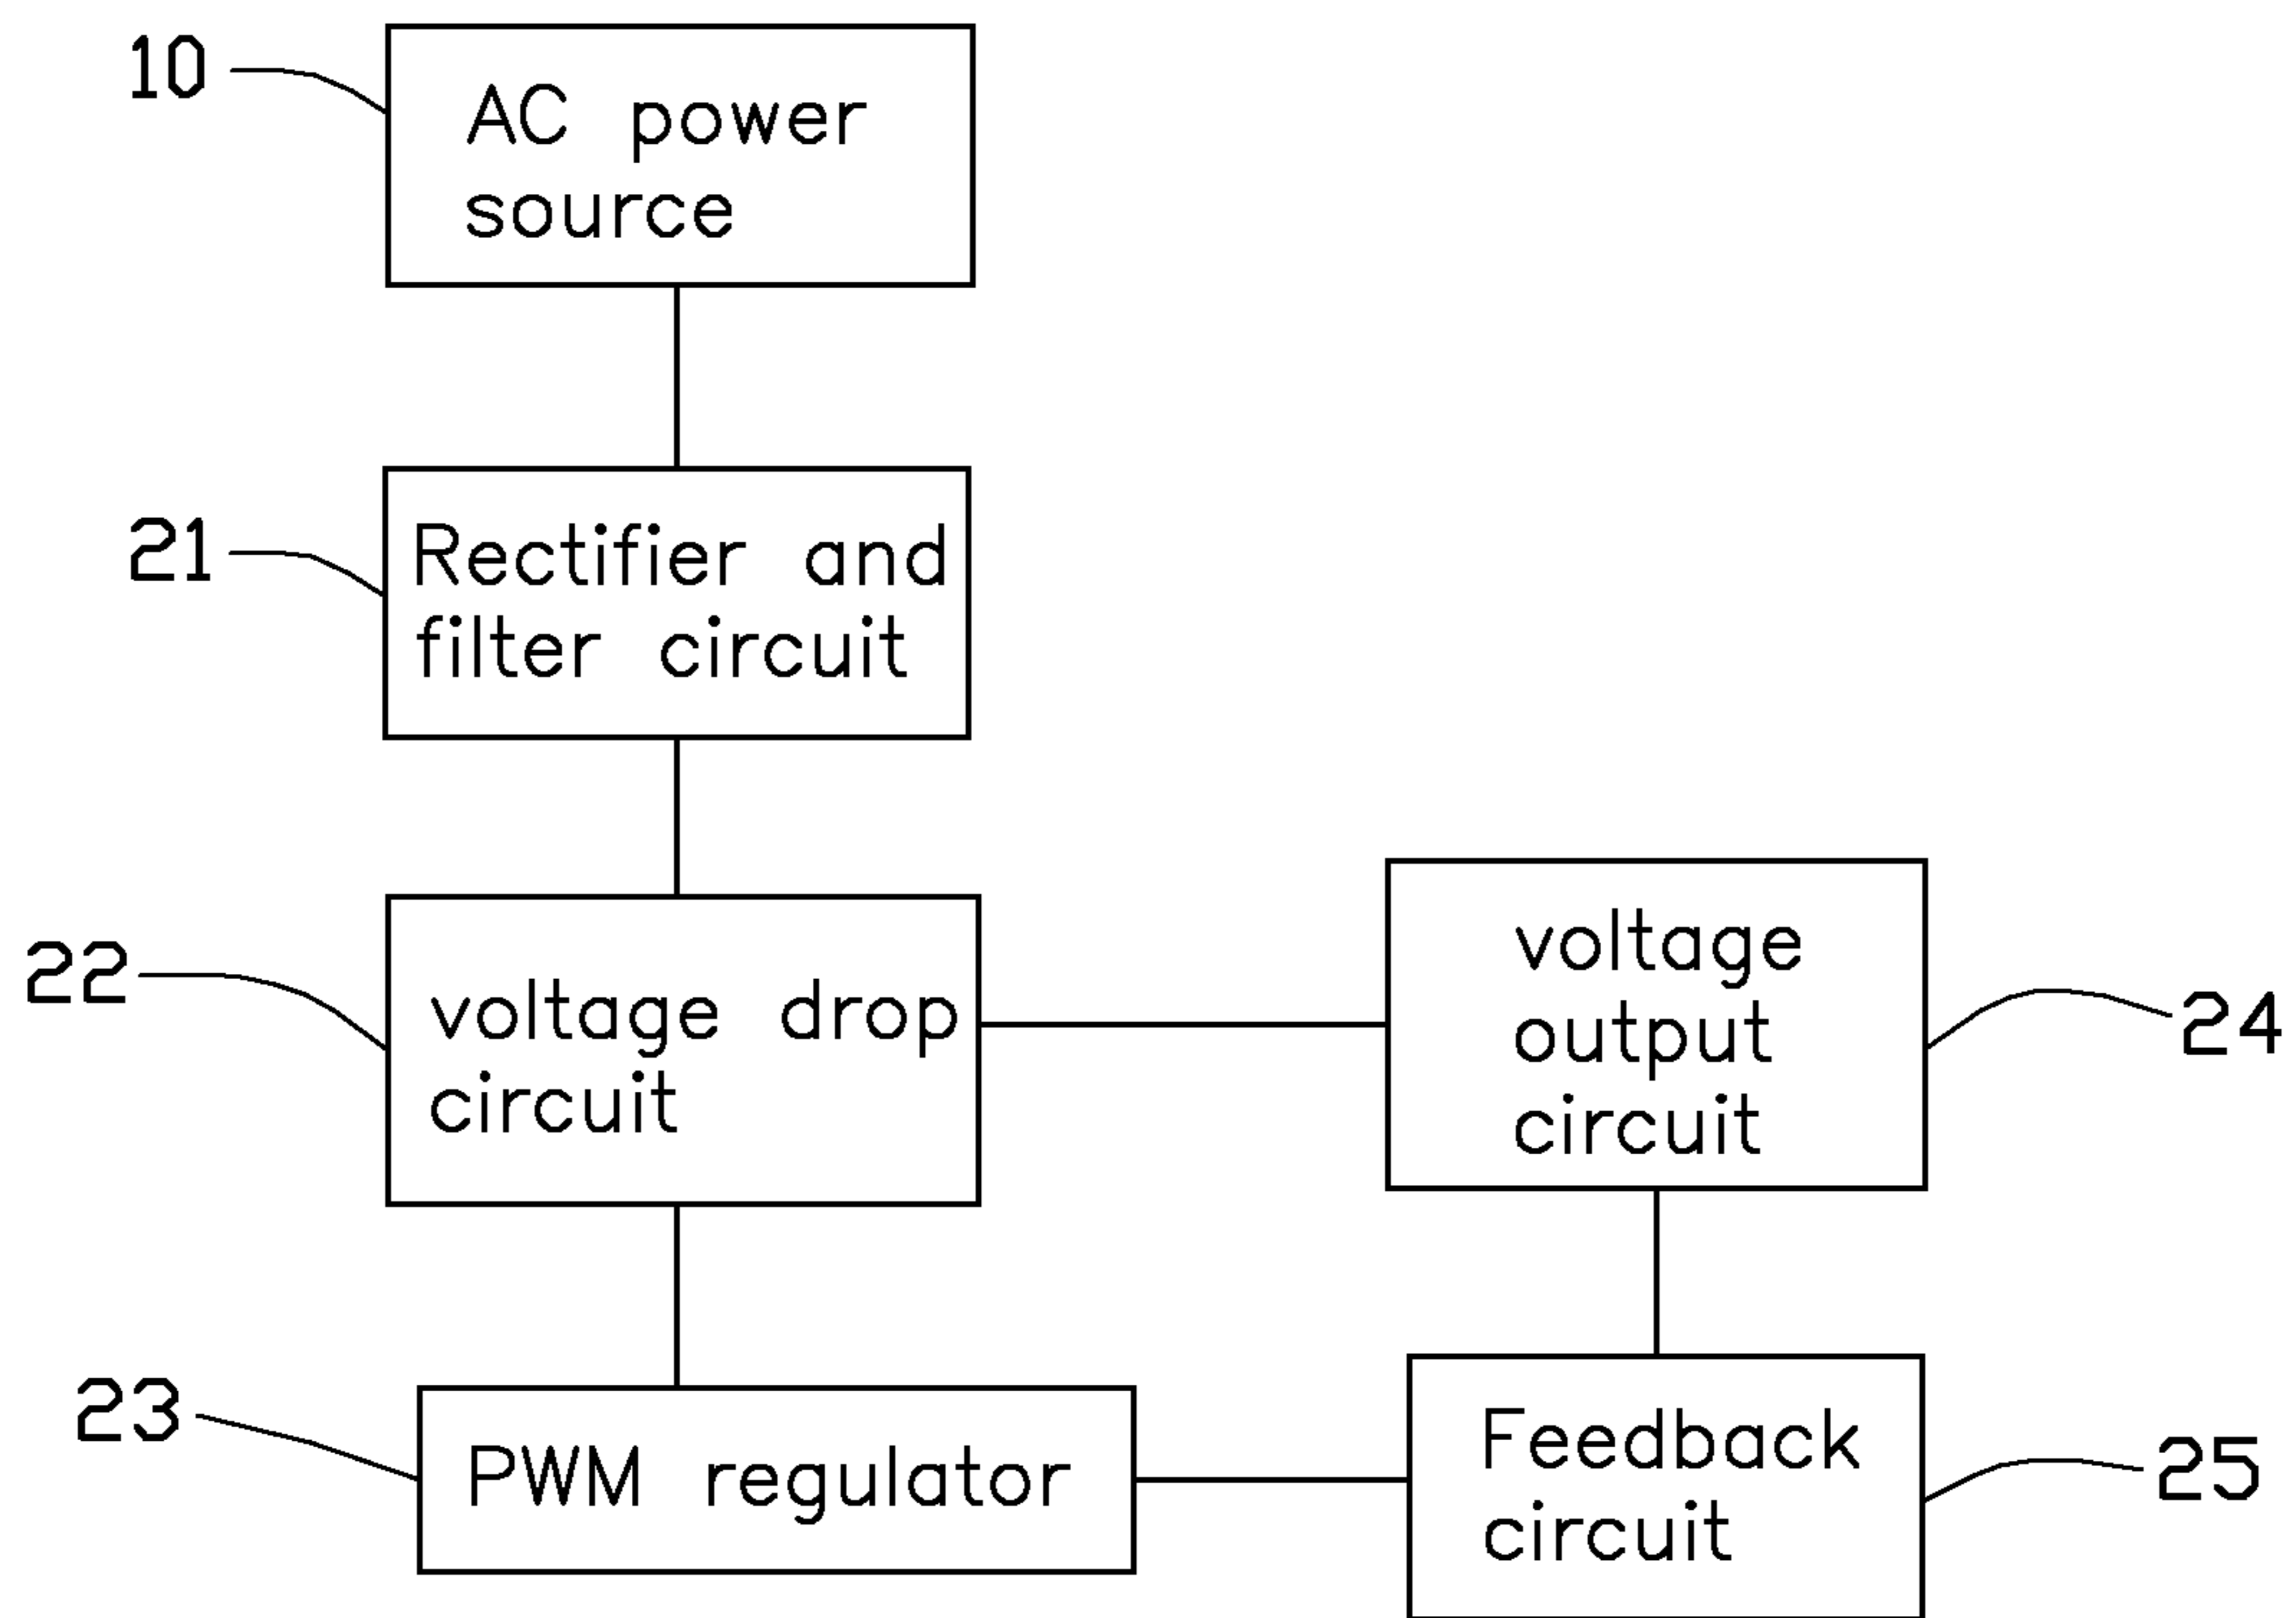 10
AC power
source
21
Rectifier and
filter circuit
22
voltage drop
circuit
voltage
output
circuit
24
23
PWM regulator
Feedback
circuit
25